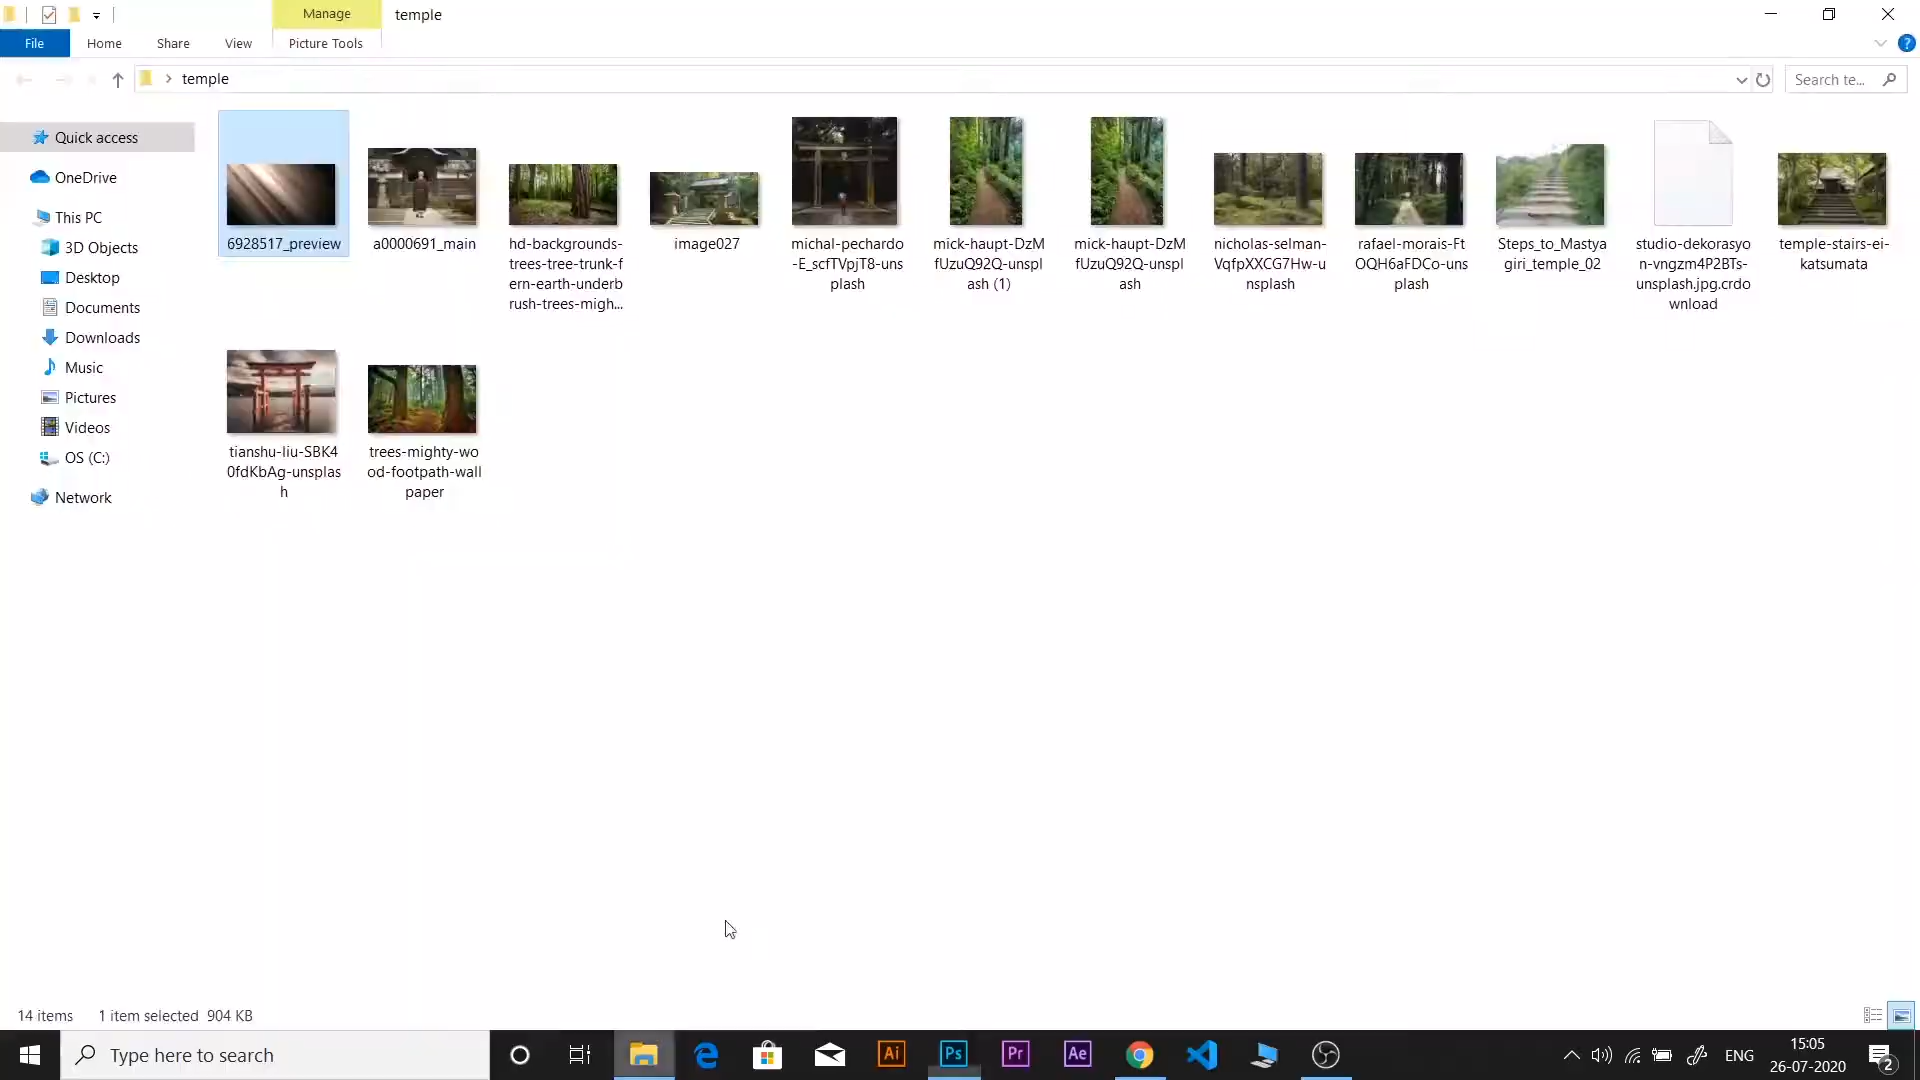 Manage
temple
File
Home
Share
View
Picture Tools
temple
Search te...
Quick access
OneDrive
This PC
3D Objects
Desktop
Documents
Downloads
Music
Pictures
Videos
OS (C:)
Network
6928517_preview
a0000691_main
hd-backgrounds-
trees-tree-trunk-f
ern-earth-underb
rush-trees-migh...
image027
michal-pechardo
-E_scfTVpjT8-uns
plash
mick-haupt-DzM
fUzuQ92Q-unspl
ash (1)
mick-haupt-DzM
fUzuQ92Q-unspl
ash
nicholas-selman-
VqfpXXCG7Hw-u
nsplash
rafael-morais-Ft
OQH6aFDCo-uns
plash
Steps_to_Mastya
giri_temple_02
studio-dekorasyo
n-vngzm4P2BTs-
unsplash.jpg.crdo
wnload
temple-stairs-ei-
katsumata
tianshu-liu-SBK4
0fdKbAg-unsplas
h
trees-mighty-wo
od-footpath-wall
paper
14 items
1 item selected 904 KB
Type here to search
Ai
Ps
Pr
Ae
ENG
15:05
26-07-2020
2